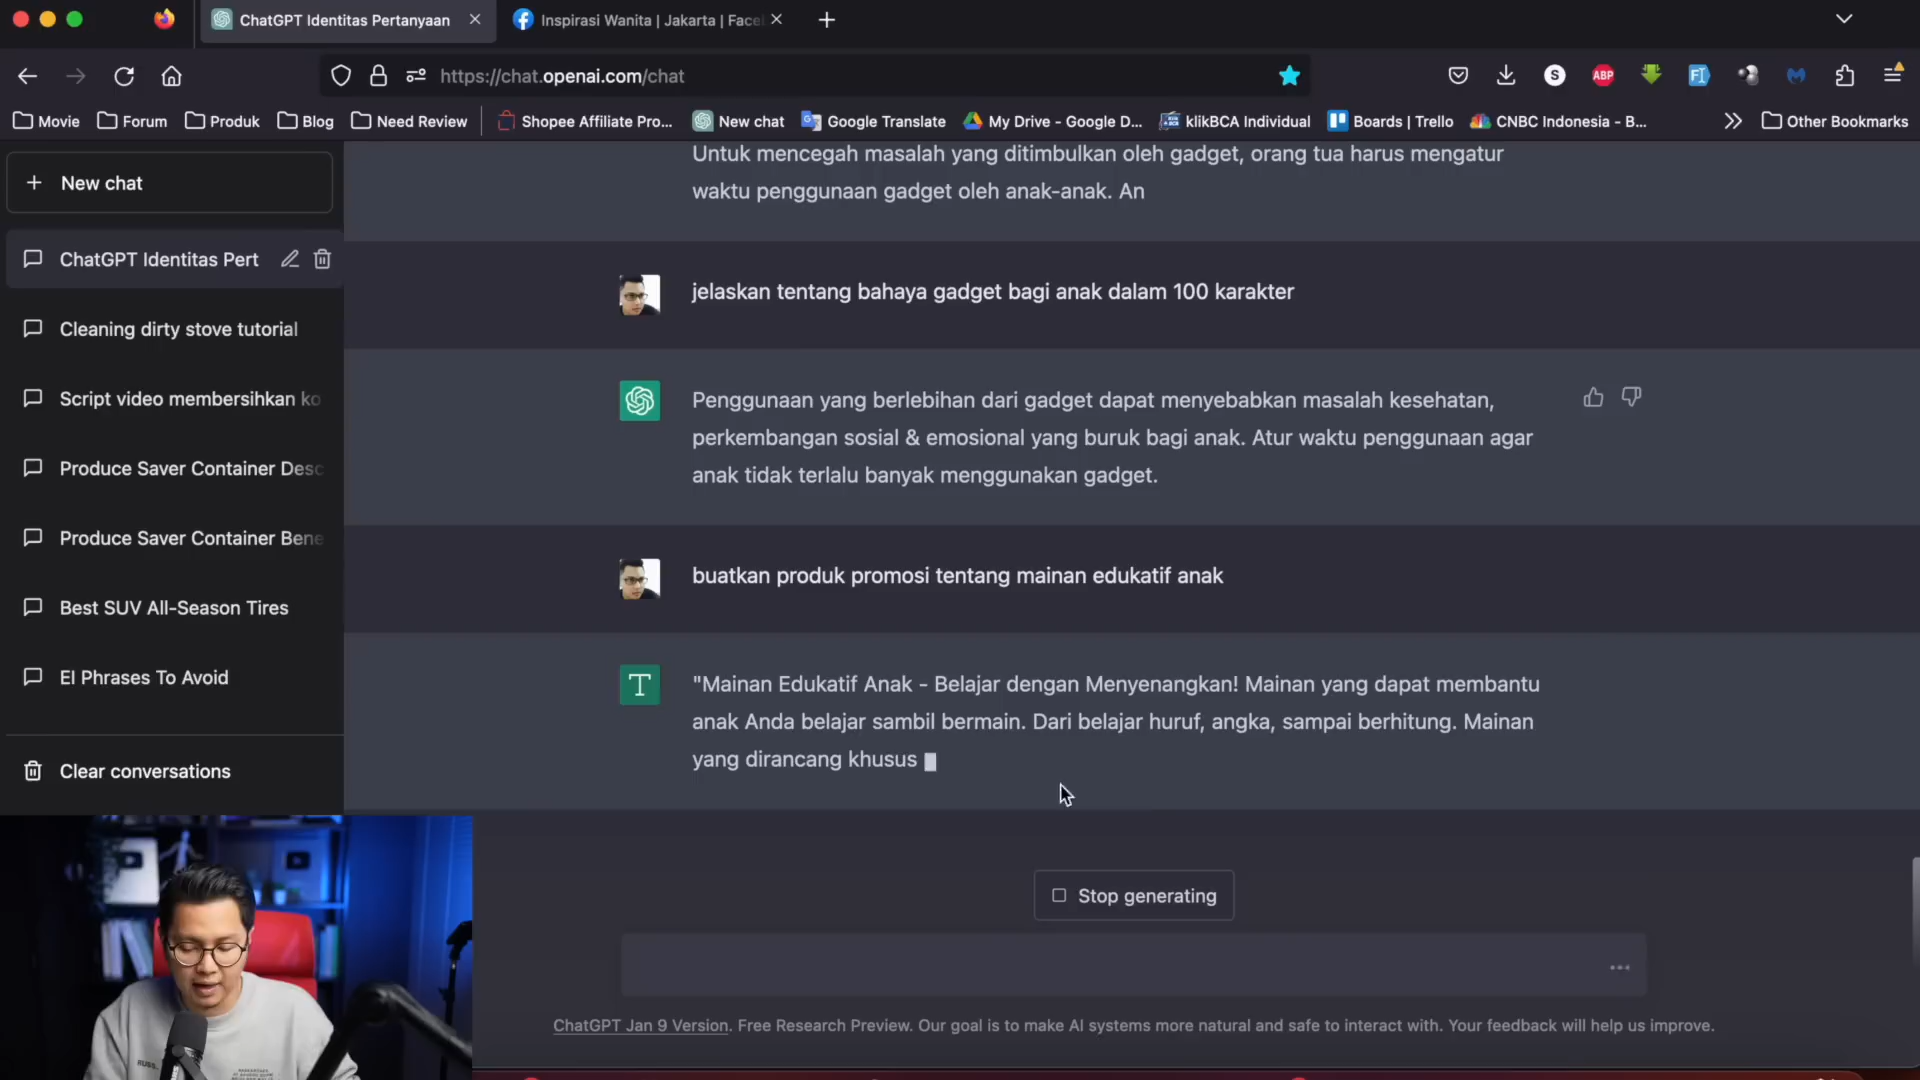 ChatGPT Identitas Pertanyaan
Inspirasi Wanita | Jakarta | Face
https://chat.openai.com/chat
S
ABP
Movie
Forum
Produk
Blog
Need Review
Shopee Affiliate Pro...
New chat
Google Translate
My Drive - Google D...
klikBCA Individual
Boards | Trello
CNBC Indonesia - B...
Other Bookmarks
New chat
ChatGPT Identitas Pert
Cleaning dirty stove tutorial
Script video membersihkan ko
Produce Saver Container Desc
Produce Saver Container Bene
Best SUV All-Season Tires
EI Phrases To Avoid
Clear conversations
Untuk mencegah masalah yang ditimbulkan oleh gadget, orang tua harus mengatur
waktu penggunaan gadget oleh anak-anak. An
jelaskan tentang bahaya gadget bagi anak dalam 100 karakter
Penggunaan yang berlebihan dari gadget dapat menyebabkan masalah kesehatan,
perkembangan sosial & emosional yang buruk bagi anak. Atur waktu penggunaan agar
anak tidak terlalu banyak menggunakan gadget.
buatkan produk promosi tentang mainan edukatif anak
T
"Mainan Edukatif Anak - Belajar dengan Menyenangkan! Mainan yang dapat membantu
anak Anda belajar sambil bermain. Dari belajar huruf, angka, sampai berhitung. Mainan
yang dirancang khusus
Stop generating
ChatGPT Jan 9 Version. Free Research Preview. Our goal is to make AI systems more natural and safe to interact with. Your feedback will help us improve.